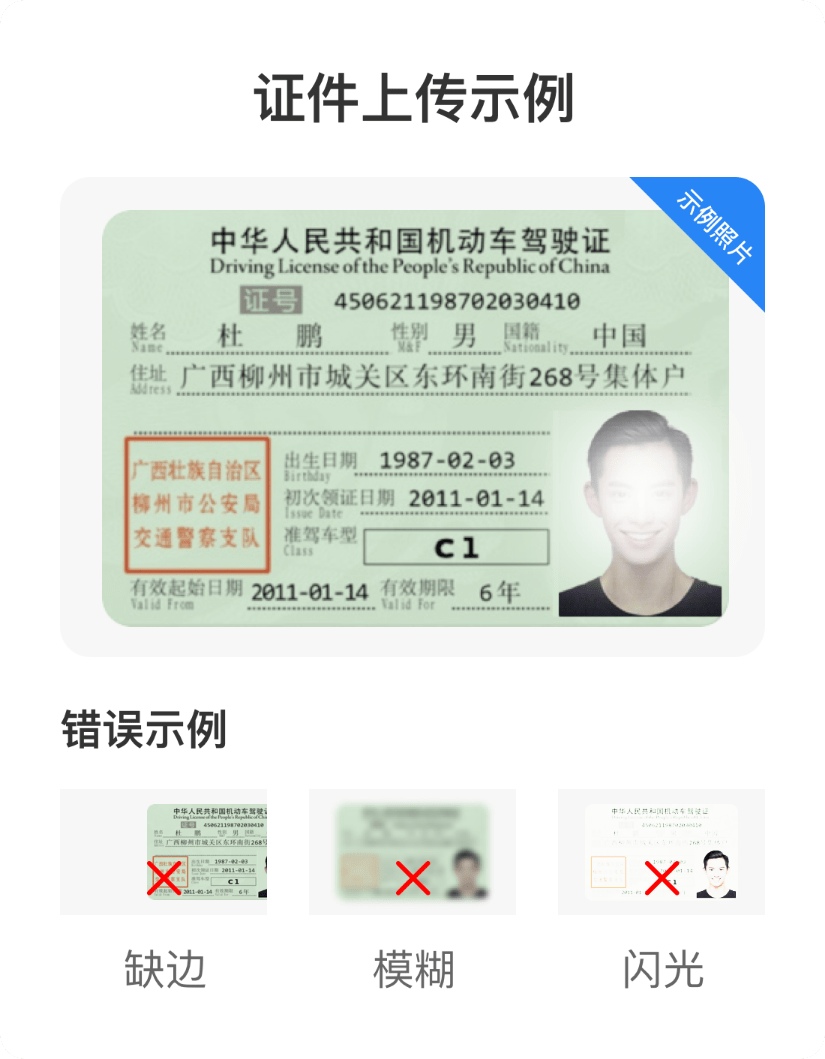 证件上传示例
示例照片
中华人民共和国机动车驾驶证
Driving License of the People's Republic of China
证号 450621198702030410
姓名 杜 鹏 性别 男 国籍 中国
Name M&F Nationality
住址 广西柳州市城关区东环南街268号集体户
Address
广西壮族自治区
柳州市公安局
交通警察支队
出生日期 1987-02-03
Birthday
初次领证日期 2011-01-14
Issue Date
准驾车型 C1
Class
有效起始日期 2011-01-14 有效期限 6年
Valid From Valid For
错误示例
中华人民共和国机动车驾驶
证号 450621198702030410
姓名 杜 鹏 性别 男 国籍
住址 广西柳州市城关区东环南街268号
1987-02-03
2011-01-14
C1
2011-01-14 6年
中华人民共和国机动车驾驶证
缺边
模糊
闪光